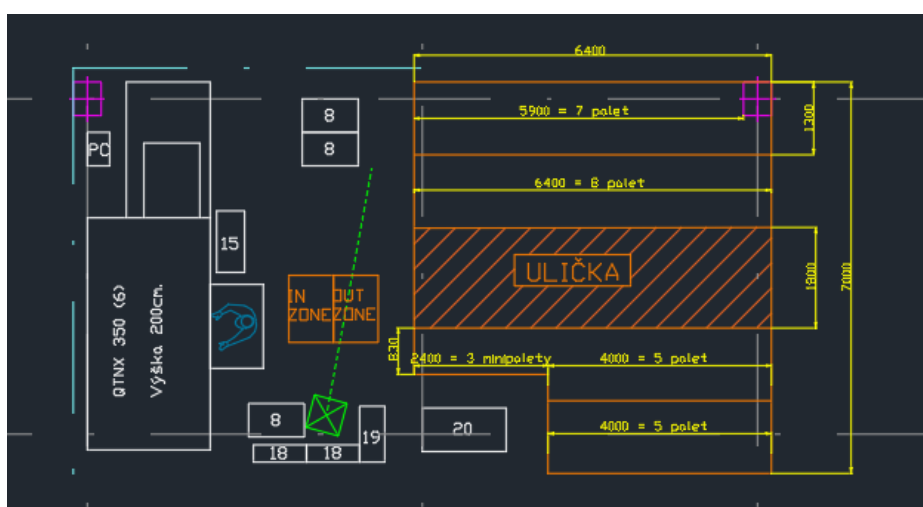 6400
8
5900 = 7 palet
1300
PC
8
6400 = 8 palet
15
ULIČKA
1800
7000
IN
ZONE
OUT
ZONE
QTNX 350 (6)
Výška 200cm.
830
2400 = 3 minipalety
4000 = 5 palet
8
19
20
4000 = 5 palet
18
18